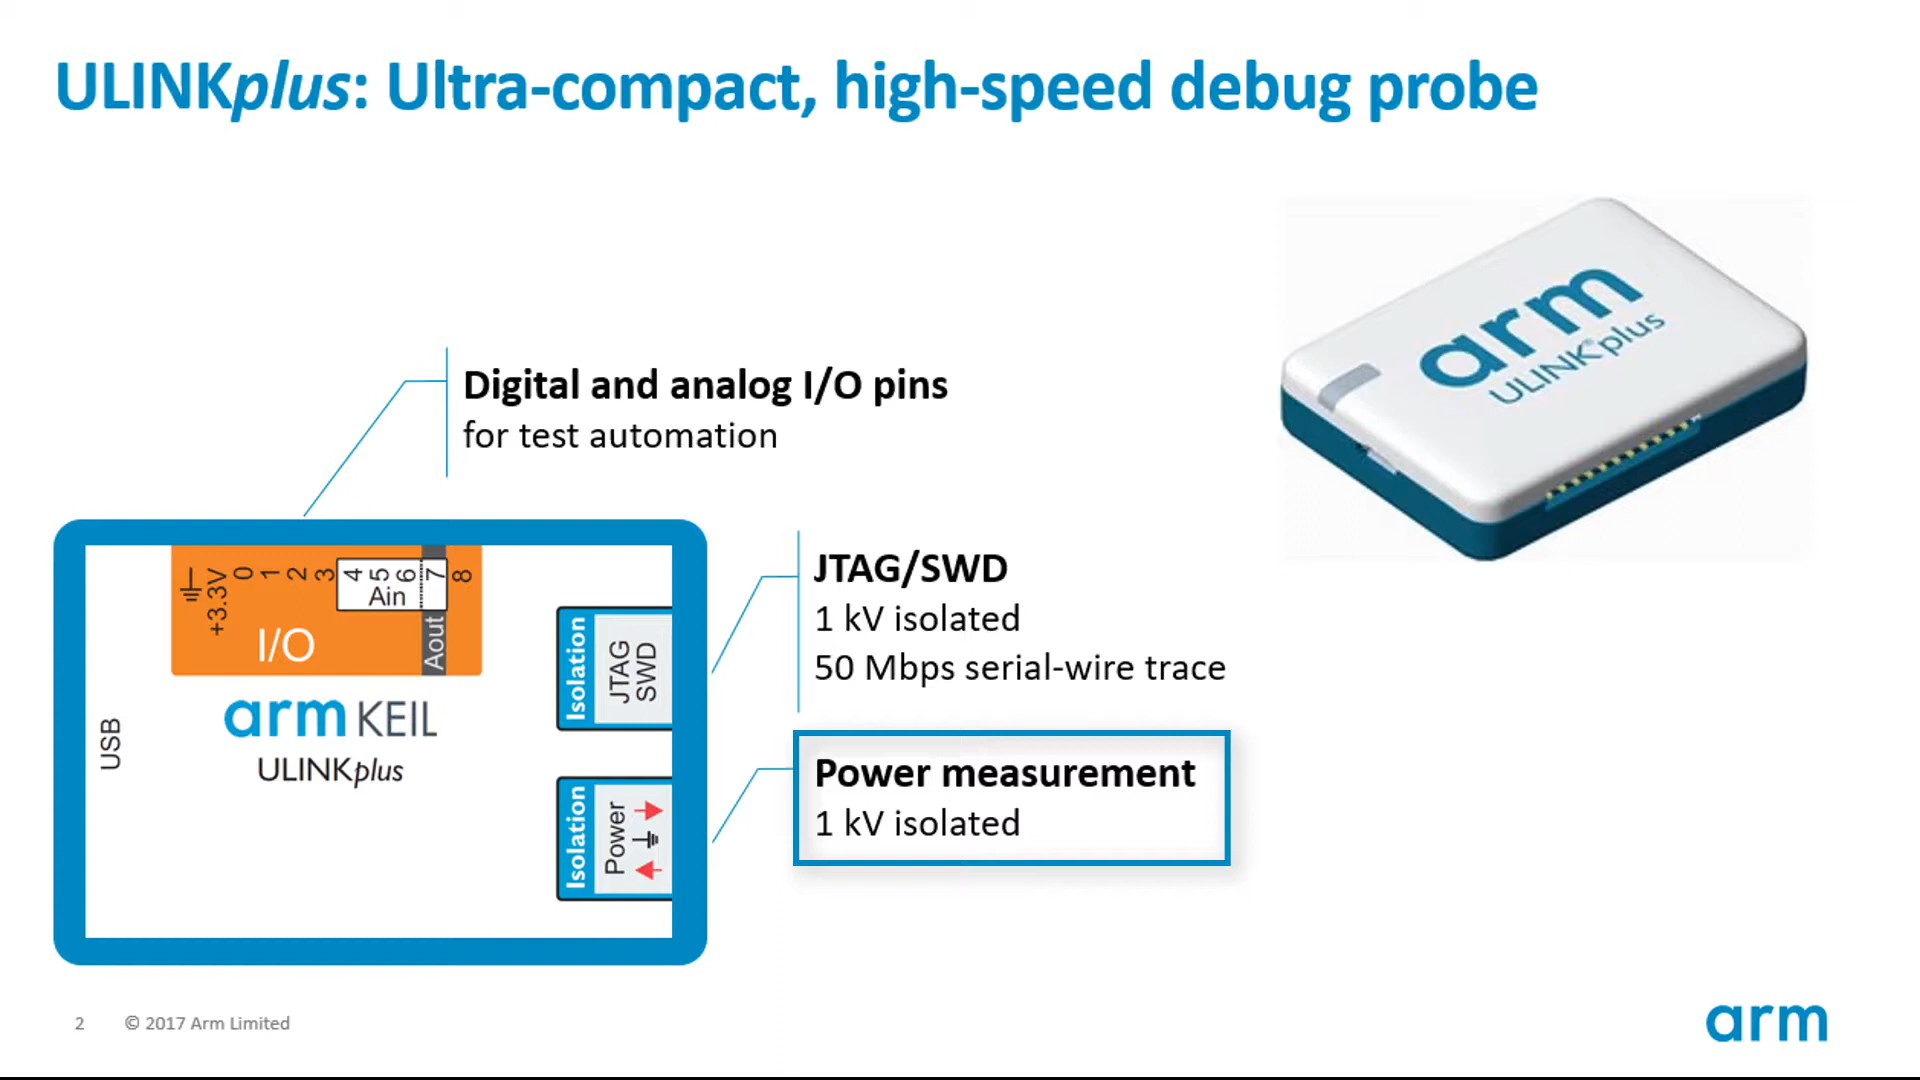 ULINKplus: Ultra-compact, high-speed debug probe
arm
ULINK®plus
Digital and analog I/O pins
for test automation
+3.3V 0 1 2 3 4 5 6 7 8
Ain
I/O
Aout
arm KEIL
ULINKplus
USB
Isolation
JTAG
SWD
Isolation
Power
JTAG/SWD
1 kV isolated
50 Mbps serial-wire trace
Power measurement
1 kV isolated
2 © 2017 Arm Limited
arm